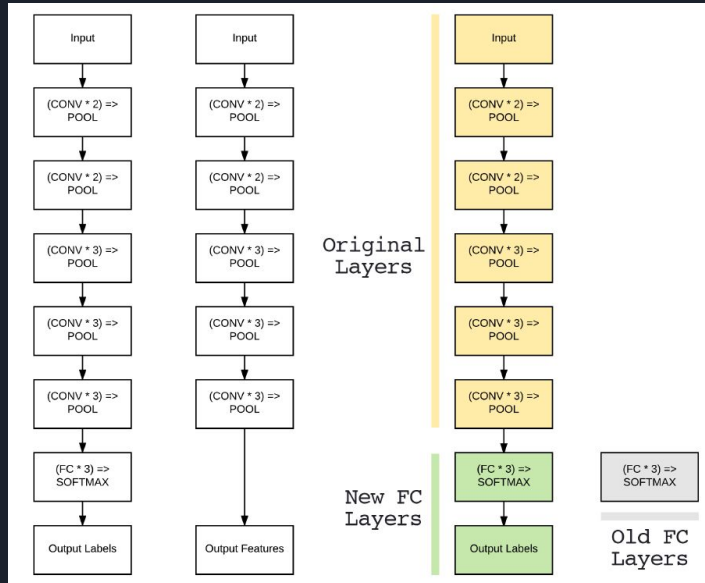 Input
(CONV * 2) =>
POOL
(CONV * 2) =>
POOL
(CONV * 3) =>
POOL
(CONV * 3) =>
POOL
(CONV * 3) =>
POOL
(FC * 3) =>
SOFTMAX
Output Labels
Input
(CONV * 2) =>
POOL
(CONV * 2) =>
POOL
(CONV * 3) =>
POOL
(CONV * 3) =>
POOL
(CONV * 3) =>
POOL
Output Features
Original
Layers
New FC
Layers
Input
(CONV * 2) =>
POOL
(CONV * 2) =>
POOL
(CONV * 3) =>
POOL
(CONV * 3) =>
POOL
(CONV * 3) =>
POOL
(FC * 3) =>
SOFTMAX
Output Labels
(FC * 3) =>
SOFTMAX
Old FC
Layers